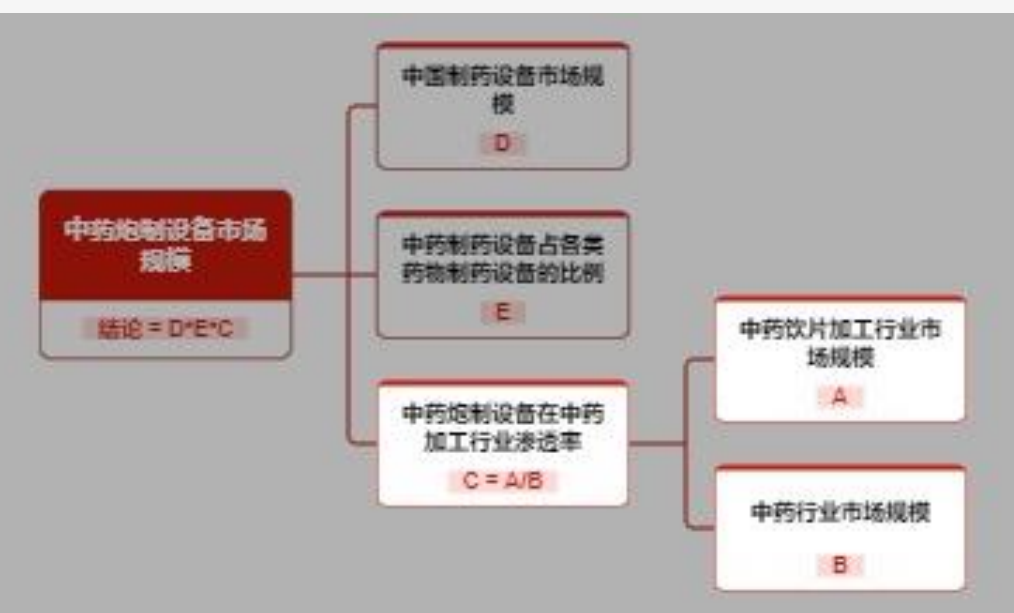 中国制药设备市场规
模
D
中药炮制设备市场
规模
结论 = D*E*C
中药制药设备占各类
药物制药设备的比例
E
中药炮制设备在中药
加工行业渗透率
C = A/B
中药饮片加工行业市
场规模
A
中药行业市场规模
B